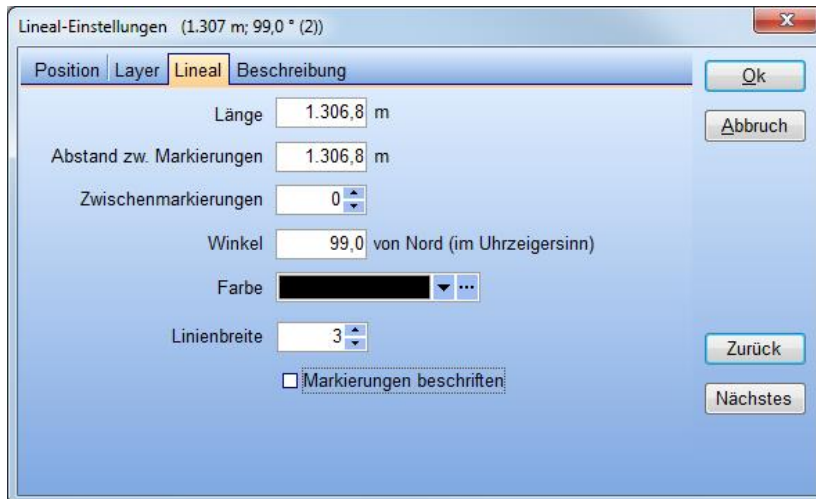 Lineal-Einstellungen (1.307 m; 99,0 ° (2))
Position Layer Lineal Beschreibung
Ok
Länge 1.306,8 m
Abbruch
Abstand zw. Markierungen 1.306,8 m
Zwischenmarkierungen 0
Winkel 99,0 von Nord (im Uhrzeigersinn)
Farbe ...
Linienbreite 3
Zurück
Markierungen beschriften
Nächstes